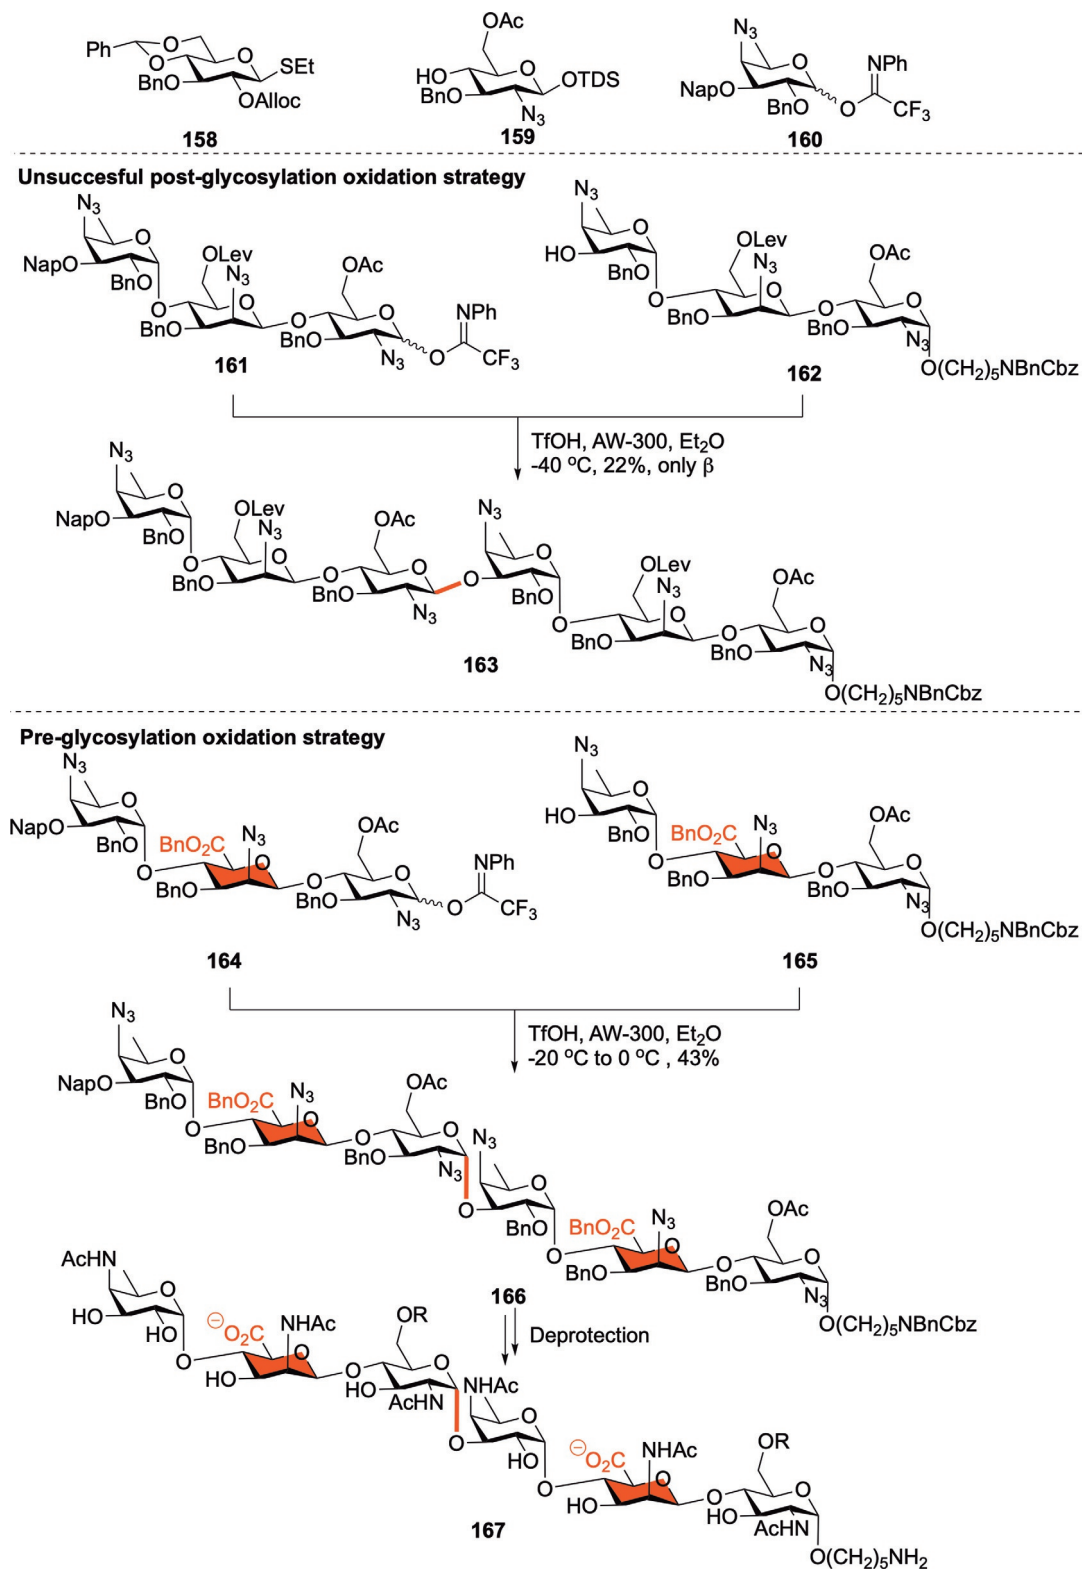 Ph
O
O
O
SEt
BnO
OAlloc
158
OAc
HO
O
OTDS
BnO
N₃
159
N₃
O
NPh
NapO
BnO
O
CF₃
160
Unsuccesful post-glycosylation oxidation strategy
N₃
O
NapO
BnO
O
OLev
N₃
O
BnO
O
OAc
O
BnO
N₃
O
NPh
CF₃
161
N₃
O
HO
BnO
O
OLev
N₃
O
BnO
O
OAc
O
BnO
N₃
O(CH₂)₅NBnCbz
162
TfOH, AW-300, Et₂O
-40 °C, 22%, only β
N₃
O
NapO
BnO
O
OLev
N₃
O
BnO
O
OAc
O
BnO
N₃
O
N₃
O
BnO
O
OLev
N₃
O
BnO
O
OAc
O
BnO
N₃
O(CH₂)₅NBnCbz
163
Pre-glycosylation oxidation strategy
N₃
O
NapO
BnO
O
BnO₂C
N₃
O
BnO
O
OAc
O
BnO
N₃
O
NPh
CF₃
164
N₃
O
HO
BnO
O
BnO₂C
N₃
O
BnO
O
OAc
O
BnO
N₃
O(CH₂)₅NBnCbz
165
TfOH, AW-300, Et₂O
-20 °C to 0 °C , 43%
N₃
O
NapO
BnO
O
BnO₂C
N₃
O
BnO
O
OAc
O
BnO
N₃
N₃
O
O
BnO
O
BnO₂C
N₃
O
BnO
O
OAc
O
BnO
N₃
O(CH₂)₅NBnCbz
166
Deprotection
AcHN
O
HO
HO
O
⊖
O₂C
NHAc
O
HO
O
OR
O
HO
AcHN
NHAc
O
O
HO
O
⊖
O₂C
NHAc
O
HO
O
OR
O
HO
AcHN
O(CH₂)₅NH₂
167